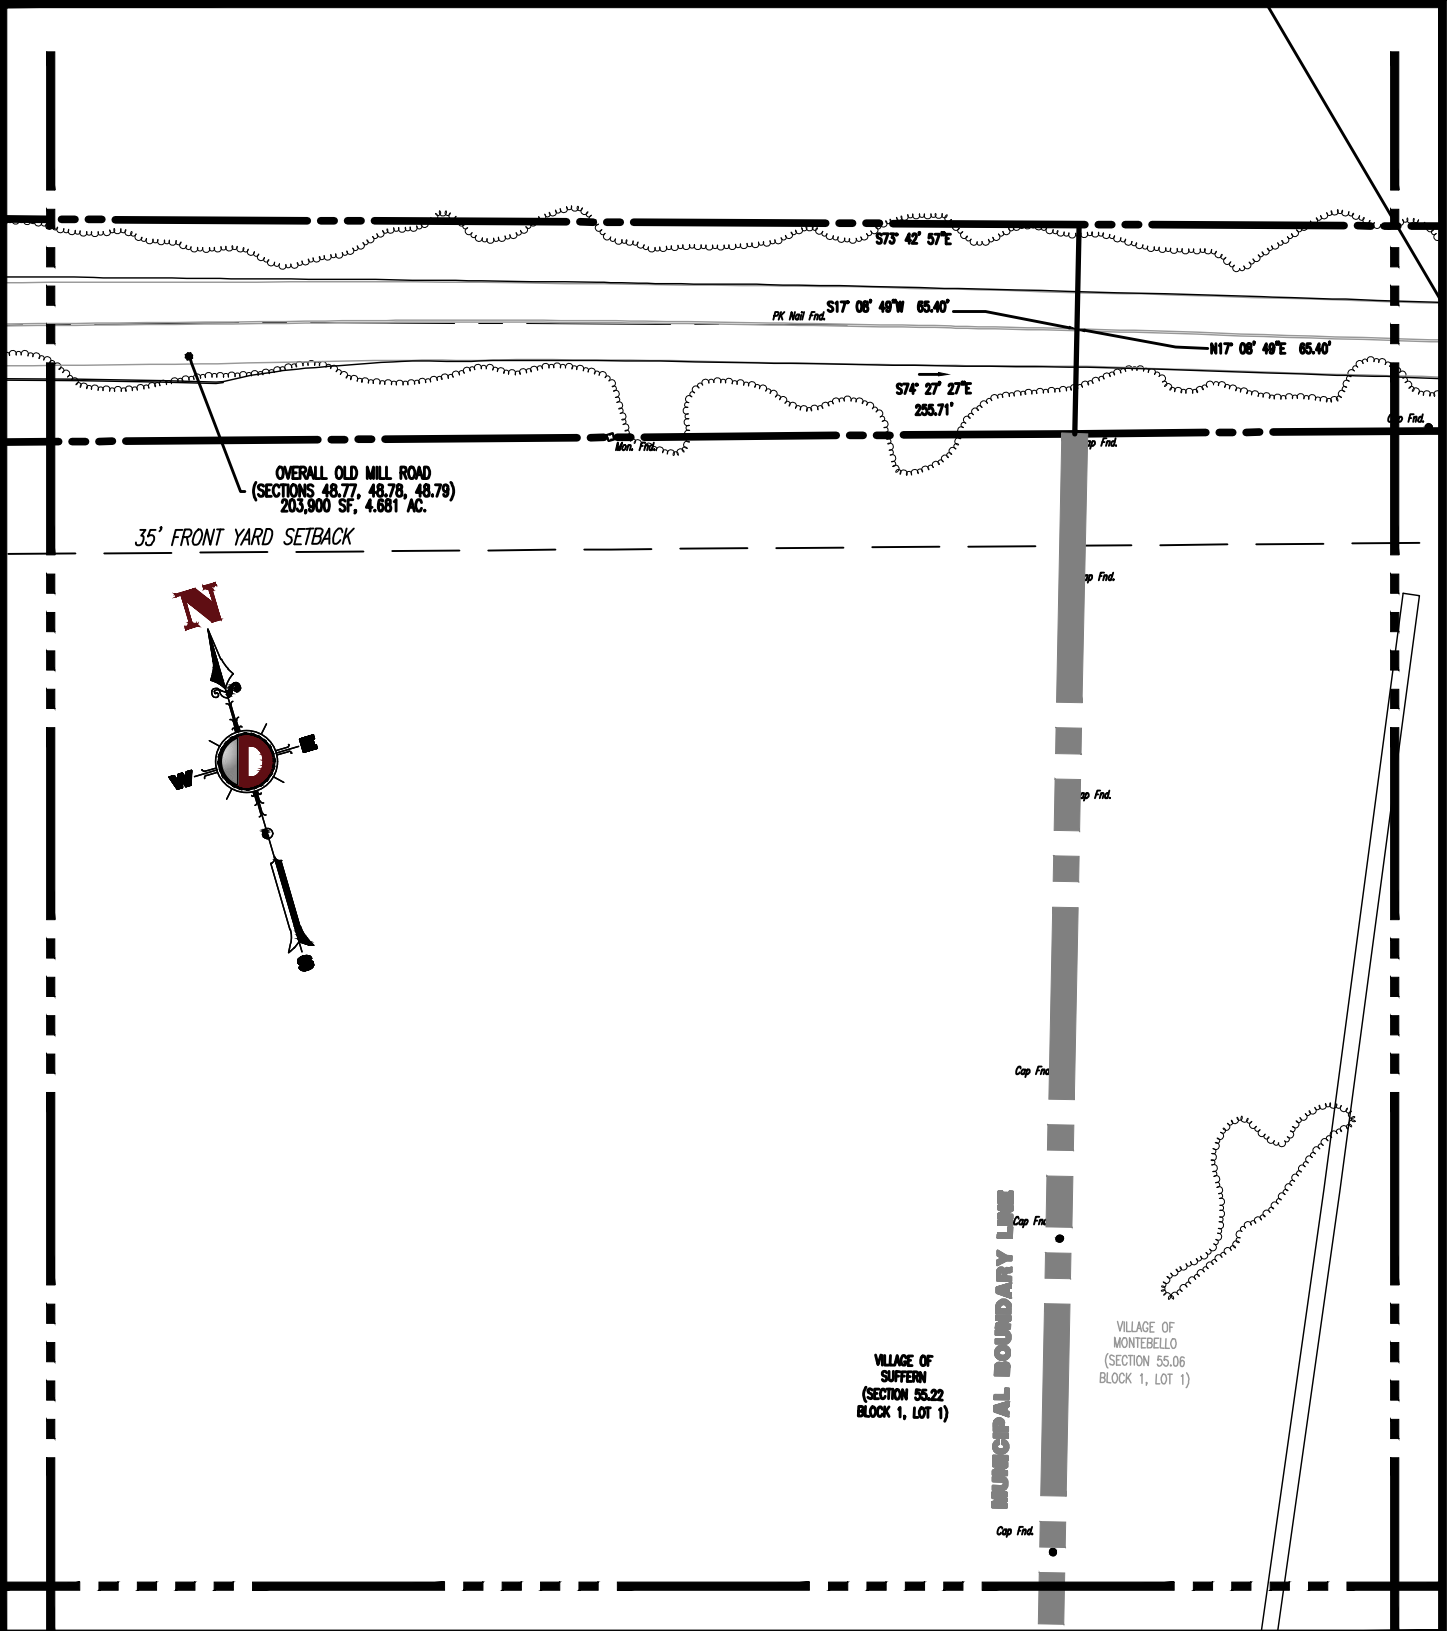 S73° 42' 57"E
S17° 08' 49"W 65.40'
PK Nail Fnd.
N17° 08' 49"E 65.40'
S74° 27' 27"E
255.71'
Cap Fnd.
Mon. Fnd.
ap Fnd.
OVERALL OLD MILL ROAD
(SECTIONS 48.77, 48.78, 48.79)
203,900 SF, 4.681 AC.
35' FRONT YARD SETBACK
ap Fnd.
N
E
D
W
ap Fnd.
S
Cap Fnd
Cap Fnd
MUNICIPAL BOUNDARY LINE
VILLAGE OF
MONTEBELLO
(SECTION 55.06
BLOCK 1, LOT 1)
VILLAGE OF
SUFFERN
(SECTION 55.22
BLOCK 1, LOT 1)
Cap Fnd.